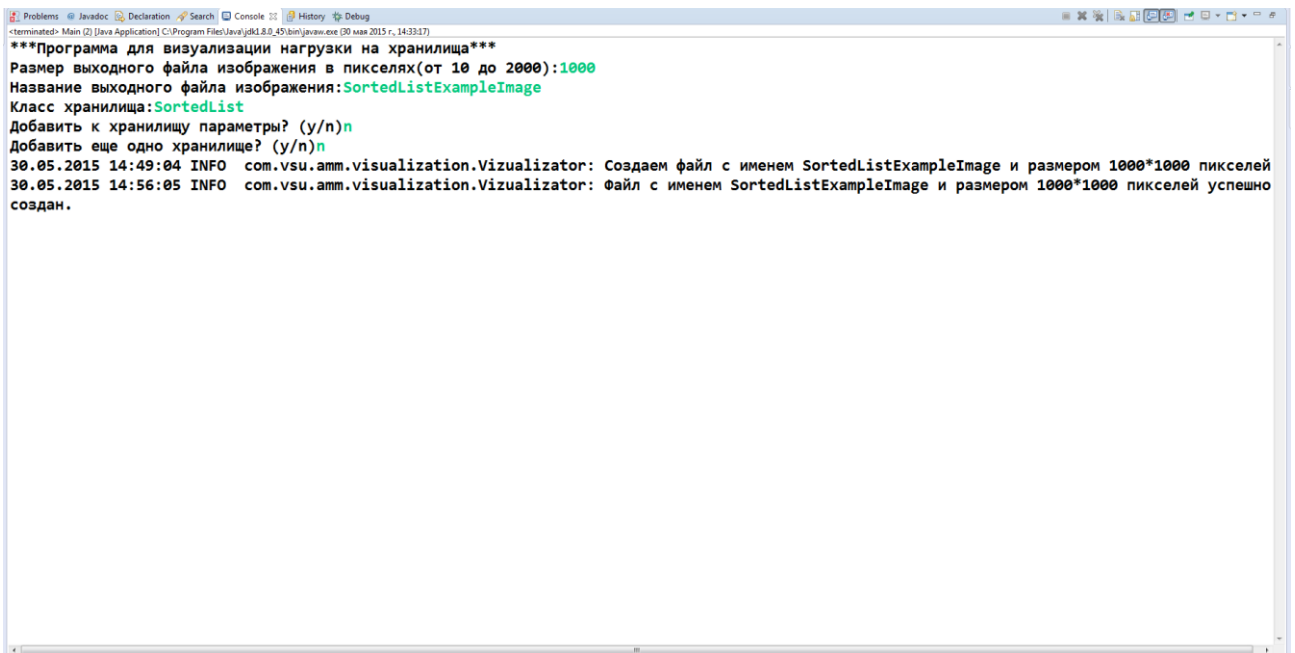 Problems @ Javadoc Declaration Search Console History Debug
<terminated> Main (2) [Java Application] C:\Program Files\Java\jdk1.8.0_45\bin\javaw.exe (30 мая 2015 г., 14:33:17)
***Программа для визуализации нагрузки на хранилища***
Размер выходного файла изображения в пикселях(от 10 до 2000):1000
Название выходного файла изображения:SortedListExampleImage
Класс хранилища:SortedList
Добавить к хранилищу параметры? (y/n)n
Добавить еще одно хранилище? (y/n)n
30.05.2015 14:49:04 INFO  com.vsu.amm.visualization.Vizualizator: Создаем файл с именем SortedListExampleImage и размером 1000*1000 пикселей
30.05.2015 14:56:05 INFO  com.vsu.amm.visualization.Vizualizator: Файл с именем SortedListExampleImage и размером 1000*1000 пикселей успешно
создан.